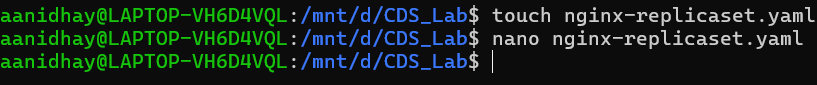 aanidhay@LAPTOP-VH6D4VQL:/mnt/d/CDS_Lab$ touch nginx-replicaset.yaml
aanidhay@LAPTOP-VH6D4VQL:/mnt/d/CDS_Lab$ nano nginx-replicaset.yaml
aanidhay@LAPTOP-VH6D4VQL:/mnt/d/CDS_Lab$